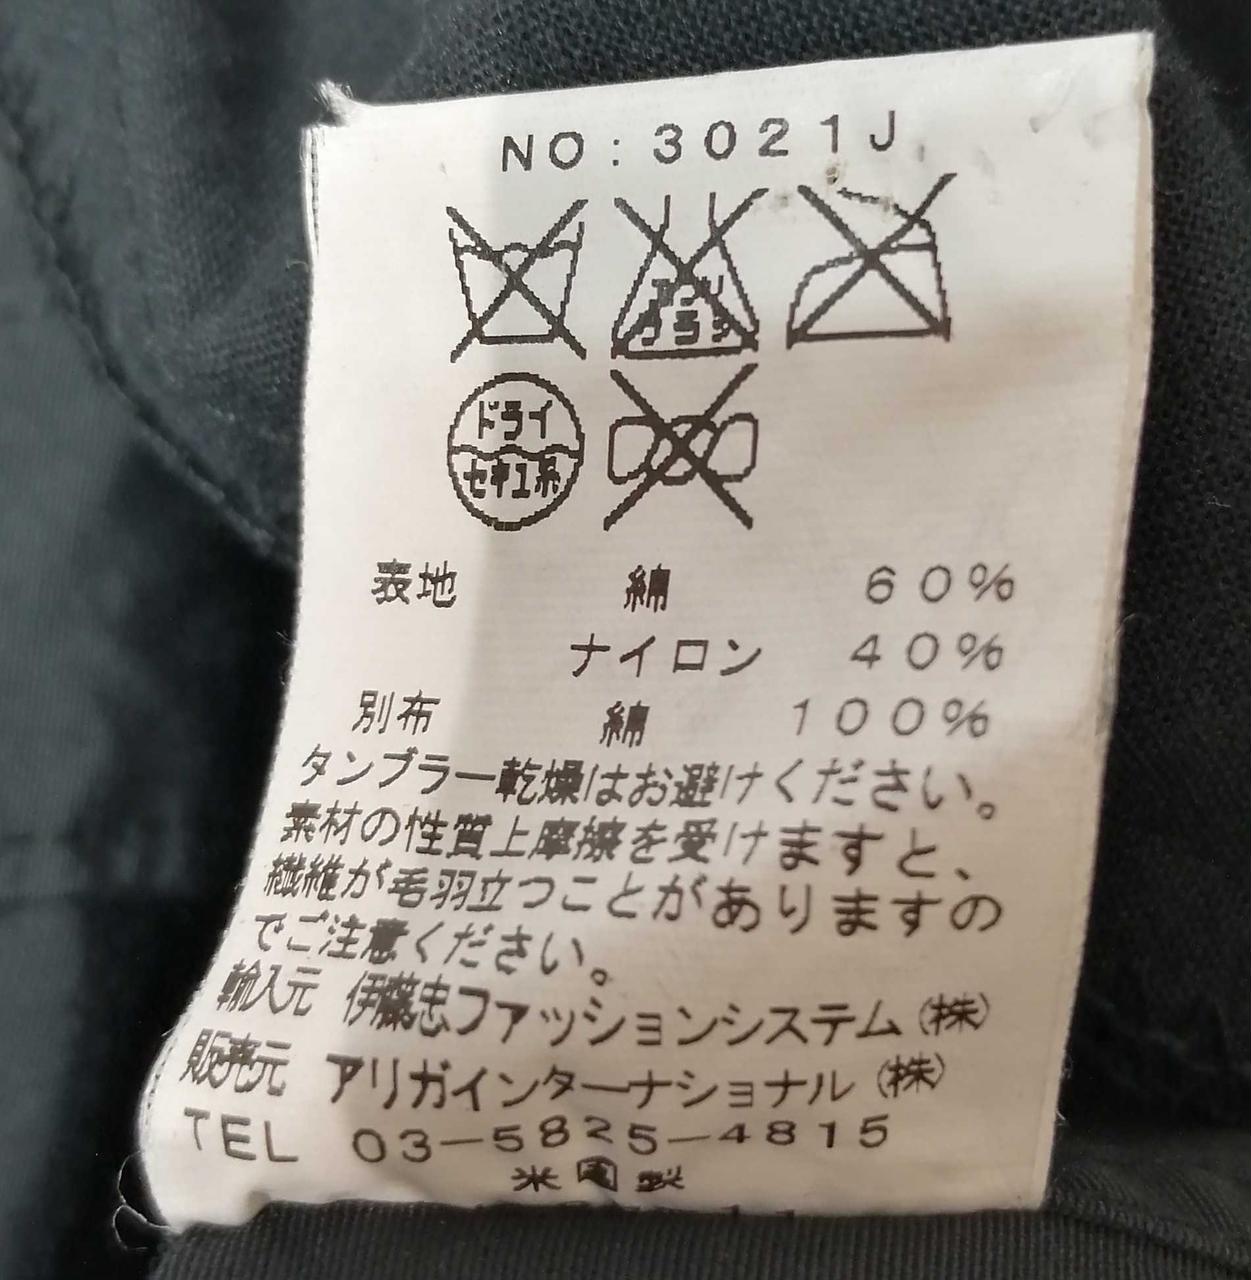 NO:3021J
エンソ
サラシ
ドライ
セキユ系
表地 綿 60%
ナイロン 40%
別布 綿 100%
タンブラー乾燥はお避けください。
素材の性質上摩擦を受けますと、
繊維が毛羽立つことがありますの
でご注意ください。
輸入元 伊藤忠ファッションシステム(株)
販売元 アリガインターナショナル(株)
TEL 03-5825-4815
米国製